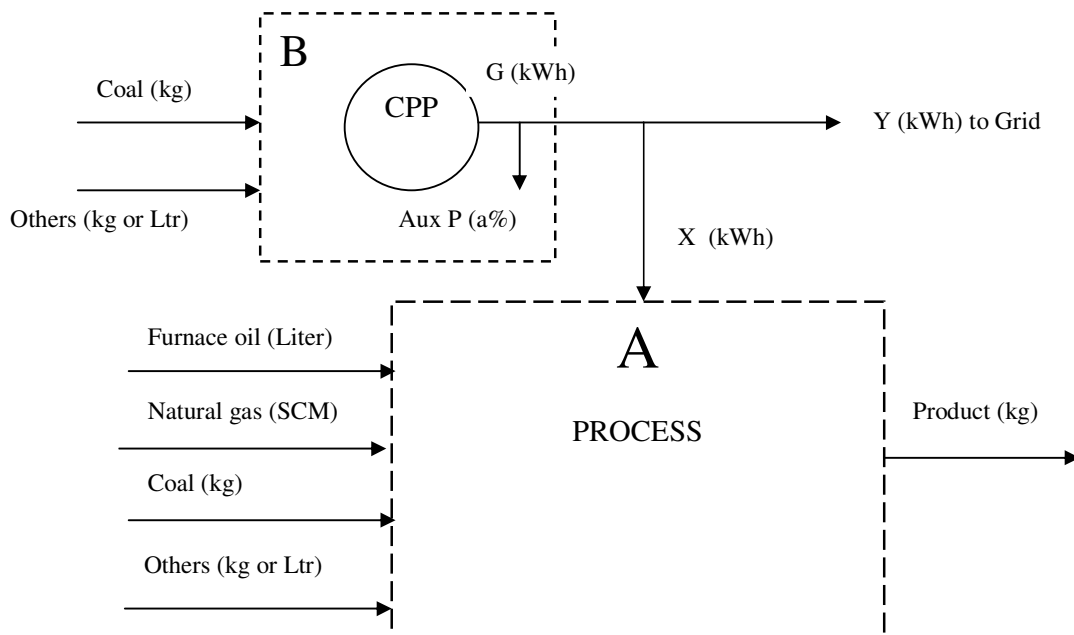 B
G (kWh)
Coal (kg)
CPP
Y (kWh) to Grid
Others (kg or Ltr)
Aux P (a%)
X (kWh)
Furnace oil (Liter)
A
Natural gas (SCM)
Product (kg)
PROCESS
Coal (kg)
Others (kg or Ltr)